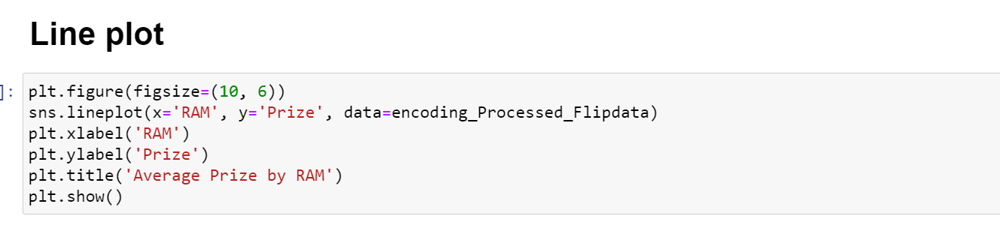 Line plot
]: plt.figure(figsize=(10, 6))
sns.lineplot(x='RAM', y='Prize', data=encoding_Processed_Flipdata)
plt.xlabel('RAM')
plt.ylabel('Prize')
plt.title('Average Prize by RAM')
plt.show()